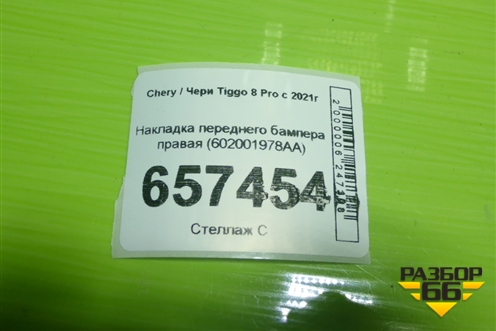 Chery / Чери Tiggo 8 Pro с 2021г
Накладка переднего бампера
правая (602001978AA)
657454
Стеллаж С
РАЗБОР
66